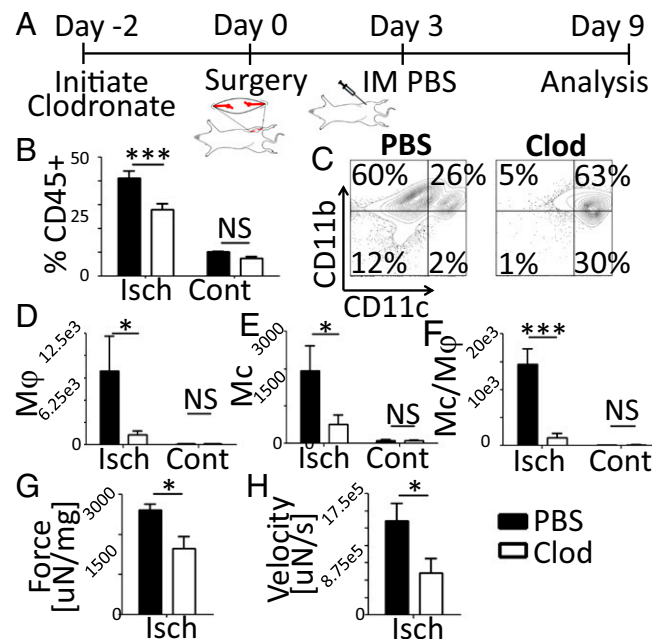 A Day -2 Day 0 Day 3 Day 9
Initiate Surgery IM PBS Analysis
Clodronate
B
% CD45+
50
25
0
***
NS
Isch Cont
C PBS Clod
60% 26% 5% 63%
12% 2% 1% 30%
CD11b
CD11c
D
Mφ
12.5e3
6.25e3
0
*
NS
Isch Cont
E
Mc
3000
1500
*
NS
Isch Cont
F
Mc/Mφ
20e3
10e3
0
***
NS
Isch Cont
G
Force
[uN/mg]
3000
1500
0
*
Isch
H
Velocity
[uN/s]
17.5e5
8.75e5
0
*
Isch
PBS
Clod